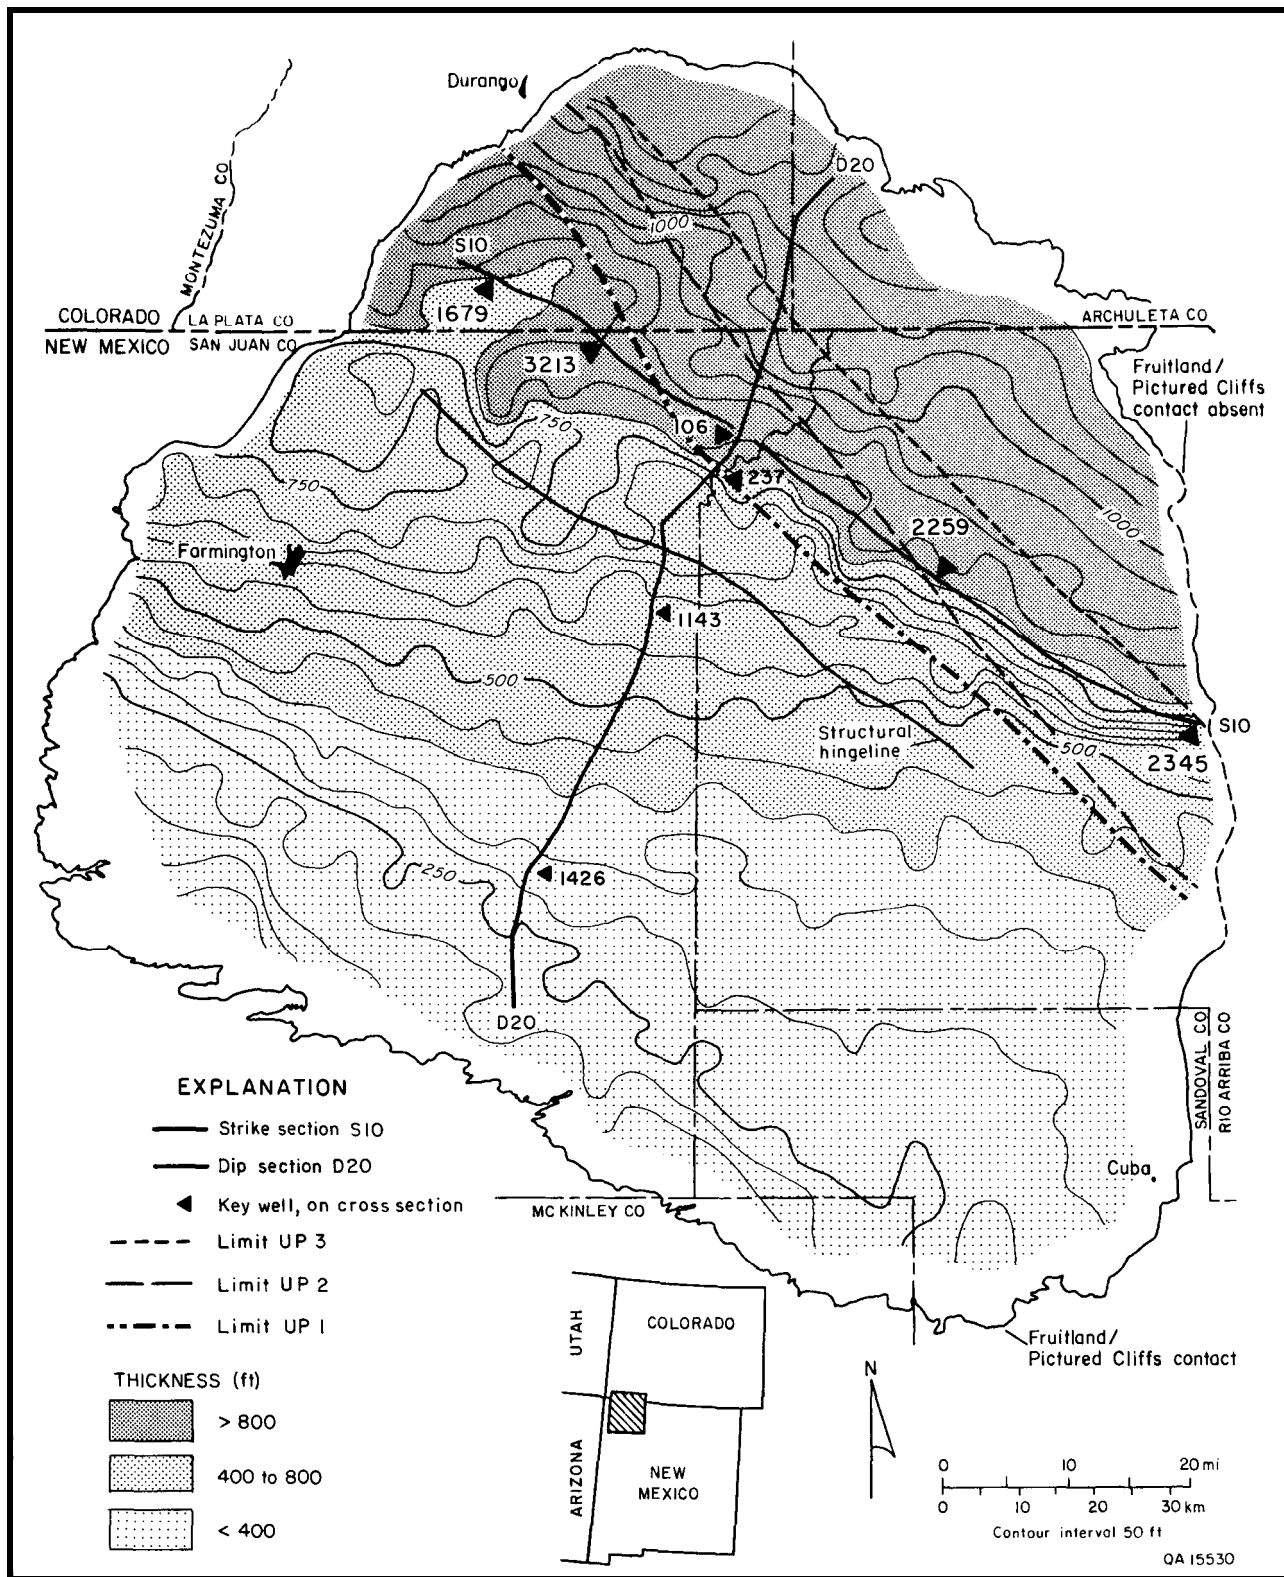 Durango
MONTEZUMA CO
D20
1000
S10
1679
COLORADO
LA PLATA CO
ARCHULETA CO
NEW MEXICO
SAN JUAN CO
3213
Fruitland/
Pictured Cliffs
contact absent
750
106
237
750
1000
2259
Farmington
1143
500
Structural
hingeline
S10
500
2345
250
1426
D20
SANDOVAL CO
RIO ARRIBA CO
EXPLANATION
Strike section S10
Dip section D20
Key well, on cross section
Limit UP 3
Limit UP 2
Limit UP 1
Cuba
MC KINLEY CO
THICKNESS (ft)
> 800
400 to 800
< 400
UTAH
COLORADO
ARIZONA
NEW
MEXICO
Fruitland/
Pictured Cliffs contact
N
0 10 20 mi
0 10 20 30 km
Contour interval 50 ft
QA 15530